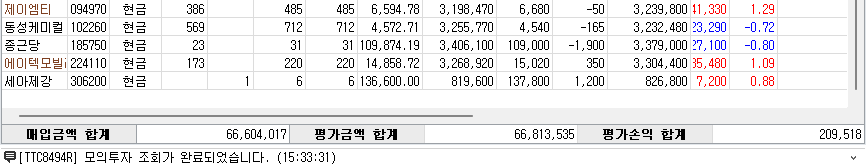 제이엠티 094970 현금 386 485 485 6,594.78 3,198,470 6,680 -50 3,239,800 41,330 1.29
동성케미컬 102260 현금 569 712 712 4,572.71 3,255,770 4,540 -165 3,232,480 23,290 -0.72
종근당 185750 현금 23 31 31 109,874.19 3,406,100 109,000 -1,900 3,379,000 27,100 -0.80
에이텍모빌 224110 현금 173 220 220 14,858.72 3,268,920 15,020 350 3,304,400 35,480 1.09
세아제강 306200 현금 1 6 6 136,600.00 819,600 137,800 1,200 826,800 7,200 0.88
매입금액 합계 66,604,017 평가금액 합계 66,813,535 평가손익 합계 209,518
[TTC8494R] 모의투자 조회가 완료되었습니다. (15:33:31)